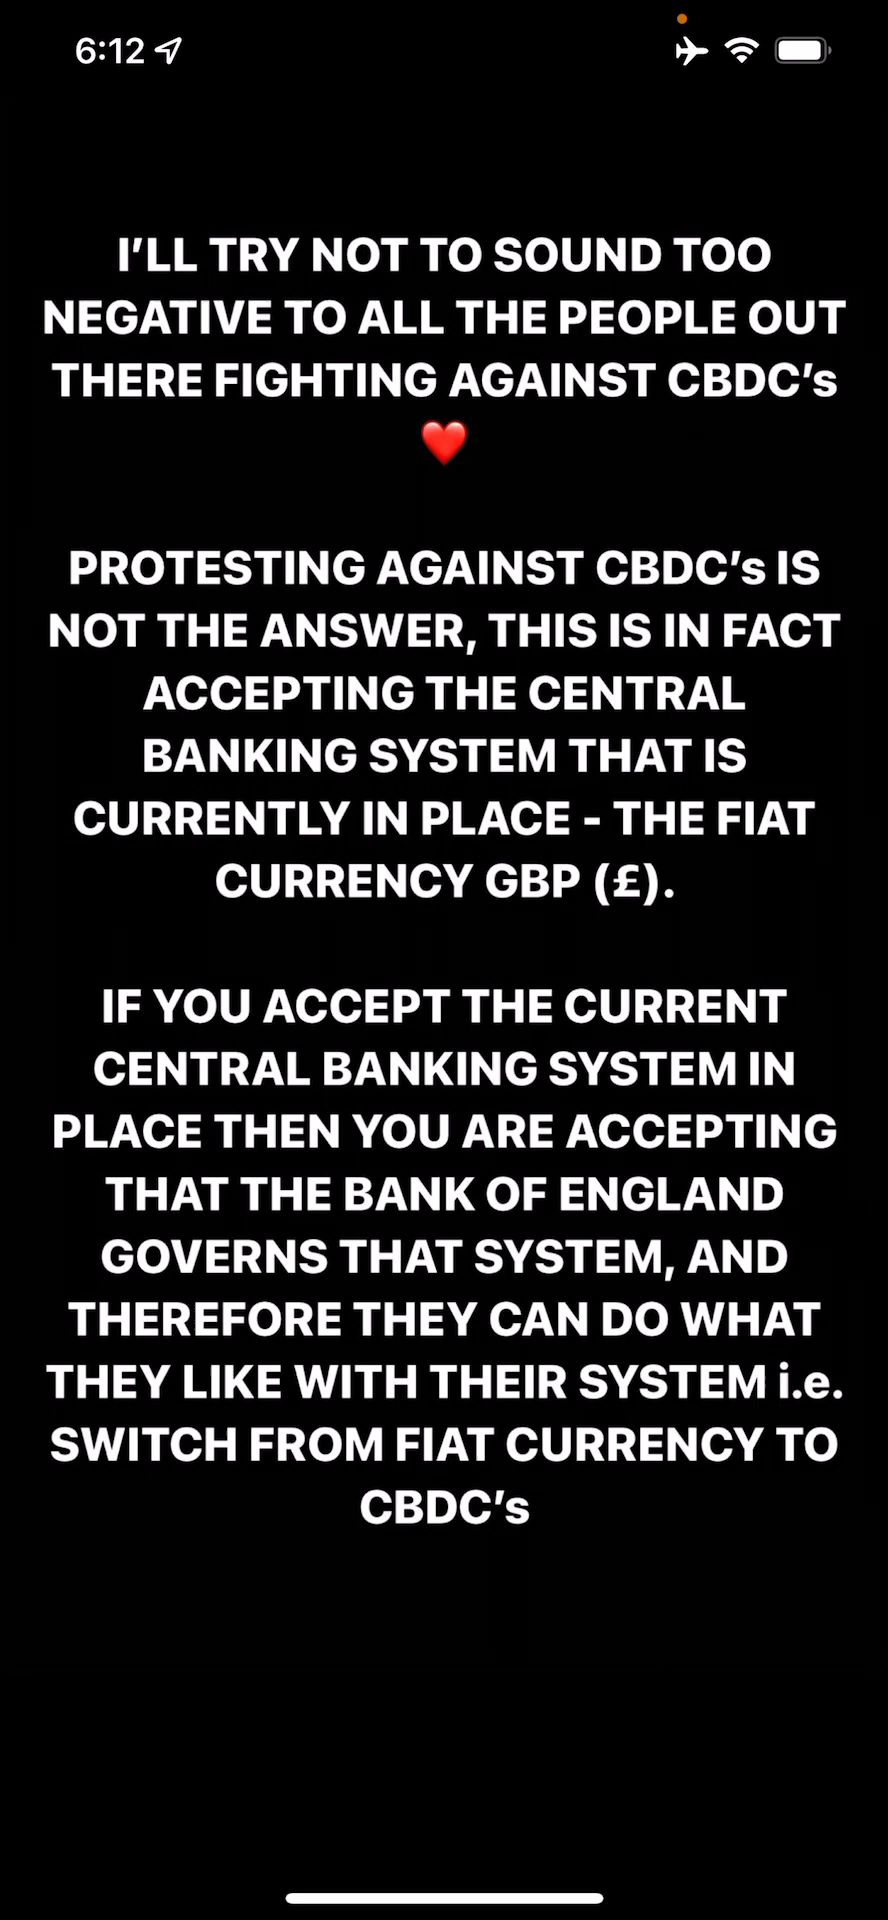 6:12
I’LL TRY NOT TO SOUND TOO
NEGATIVE TO ALL THE PEOPLE OUT
THERE FIGHTING AGAINST CBDC’s
❤️
PROTESTING AGAINST CBDC’s IS
NOT THE ANSWER, THIS IS IN FACT
ACCEPTING THE CENTRAL
BANKING SYSTEM THAT IS
CURRENTLY IN PLACE - THE FIAT
CURRENCY GBP (£).
IF YOU ACCEPT THE CURRENT
CENTRAL BANKING SYSTEM IN
PLACE THEN YOU ARE ACCEPTING
THAT THE BANK OF ENGLAND
GOVERNS THAT SYSTEM, AND
THEREFORE THEY CAN DO WHAT
THEY LIKE WITH THEIR SYSTEM i.e.
SWITCH FROM FIAT CURRENCY TO
CBDC’s